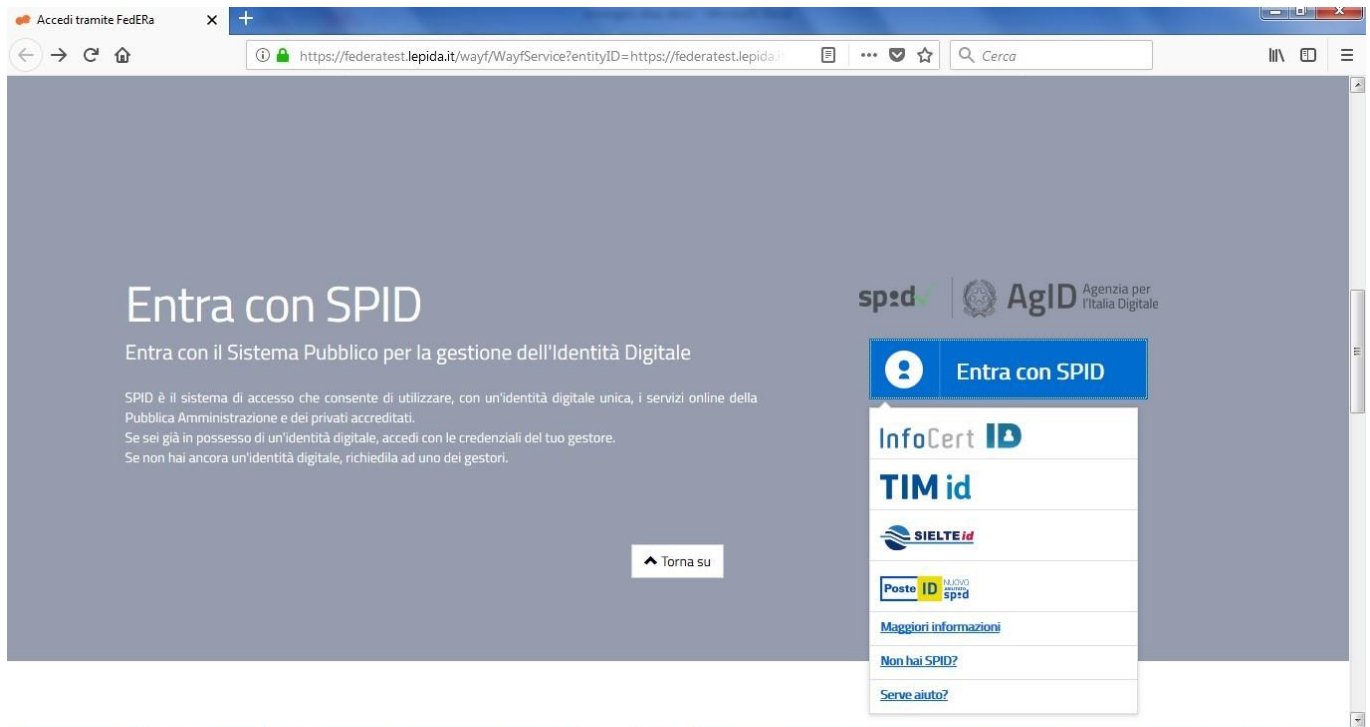 Accedi tramite FedERa
https://federatest.lepida.it/wayf/WayfService?entityID=https://federatest.lepida.i
Cerca
Entra con SPID
Entra con il Sistema Pubblico per la gestione dell'Identità Digitale
SPID è il sistema di accesso che consente di utilizzare, con un'identità digitale unica, i servizi online della
Pubblica Amministrazione e dei privati accreditati.
Se sei già in possesso di un'identità digitale, accedi con le credenziali del tuo gestore.
Se non hai ancora un'identità digitale, richiedila ad uno dei gestori.
Torna su
spid
AgID Agenzia per
l'Italia Digitale
Entra con SPID
InfoCert ID
TIM id
SIELTE id
Poste ID NUOVO
spid
Maggiori informazioni
Non hai SPID?
Serve aiuto?